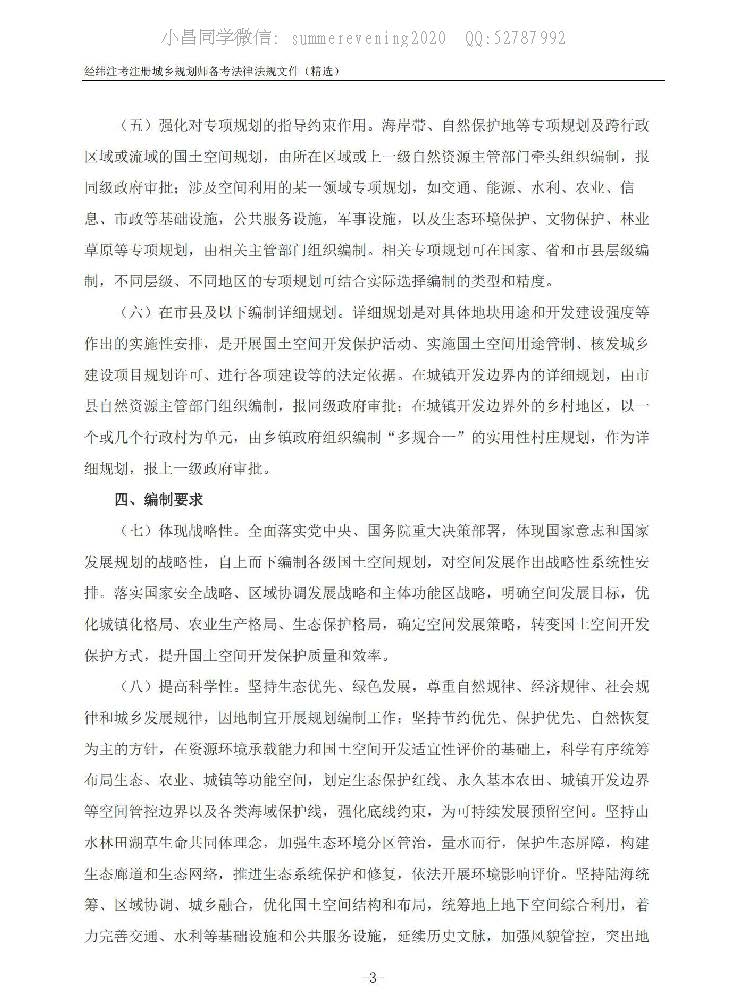 小昌同学微信: summerevening2020 QQ:52787992
经纬注考注册城乡规划师备考法律法规文件（精选）
（五）强化对专项规划的指导约束作用。海岸带、自然保护地等专项规划及跨行政
区域或流域的国土空间规划，由所在区域或上一级自然资源主管部门牵头组织编制，报
同级政府审批；涉及空间利用的某一领域专项规划，如交通、能源、水利、农业、信
息、市政等基础设施，公共服务设施，军事设施，以及生态环境保护、文物保护、林业
草原等专项规划，由相关主管部门组织编制。相关专项规划可在国家、省和市县层级编
制，不同层级、不同地区的专项规划可结合实际选择编制的类型和精度。
（六）在市县及以下编制详细规划。详细规划是对具体地块用途和开发建设强度等
作出的实施性安排，是开展国土空间开发保护活动、实施国土空间用途管制、核发城乡
建设项目规划许可、进行各项建设等的法定依据。在城镇开发边界内的详细规划，由市
县自然资源主管部门组织编制，报同级政府审批；在城镇开发边界外的乡村地区，以一
个或几个行政村为单元，由乡镇政府组织编制“多规合一”的实用性村庄规划，作为详
细规划，报上一级政府审批。
四、编制要求
（七）体现战略性。全面落实党中央、国务院重大决策部署，体现国家意志和国家
发展规划的战略性，自上而下编制各级国土空间规划，对空间发展作出战略性系统性安
排。落实国家安全战略、区域协调发展战略和主体功能区战略，明确空间发展目标，优
化城镇化格局、农业生产格局、生态保护格局，确定空间发展策略，转变国土空间开发
保护方式，提升国土空间开发保护质量和效率。
（八）提高科学性。坚持生态优先、绿色发展，尊重自然规律、经济规律、社会规
律和城乡发展规律，因地制宜开展规划编制工作；坚持节约优先、保护优先、自然恢复
为主的方针，在资源环境承载能力和国土空间开发适宜性评价的基础上，科学有序统筹
布局生态、农业、城镇等功能空间，划定生态保护红线、永久基本农田、城镇开发边界
等空间管控边界以及各类海域保护线，强化底线约束，为可持续发展预留空间。坚持山
水林田湖草生命共同体理念，加强生态环境分区管治，量水而行，保护生态屏障，构建
生态廊道和生态网络，推进生态系统保护和修复，依法开展环境影响评价。坚持陆海统
筹、区域协调、城乡融合，优化国土空间结构和布局，统筹地上地下空间综合利用，着
力完善交通、水利等基础设施和公共服务设施，延续历史文脉，加强风貌管控，突出地
-3-